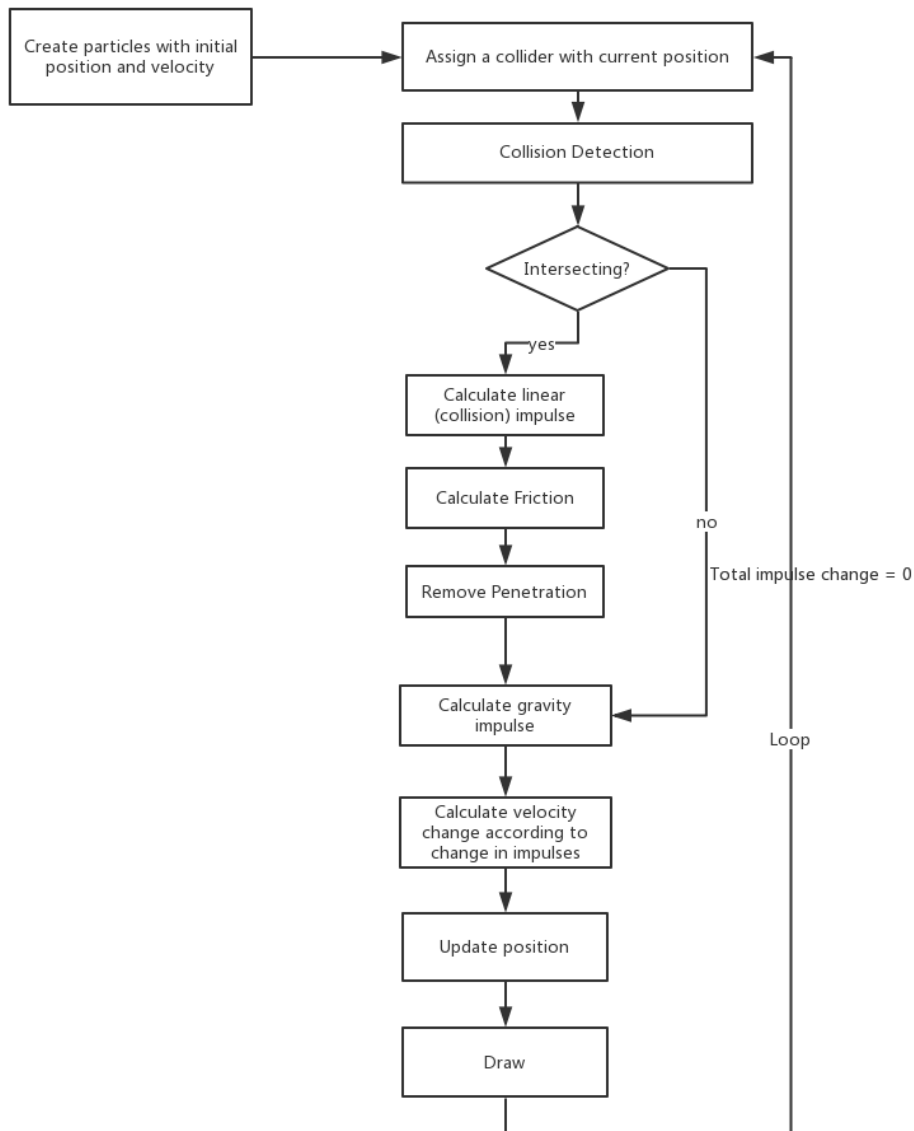 Create particles with initial
position and velocity
Assign a collider with current position
Collision Detection
Intersecting?
yes
Calculate linear
(collision) impulse
Calculate Friction
no
Remove Penetration
Total impulse change = 0
Calculate gravity
impulse
Loop
Calculate velocity
change according to
change in impulses
Update position
Draw